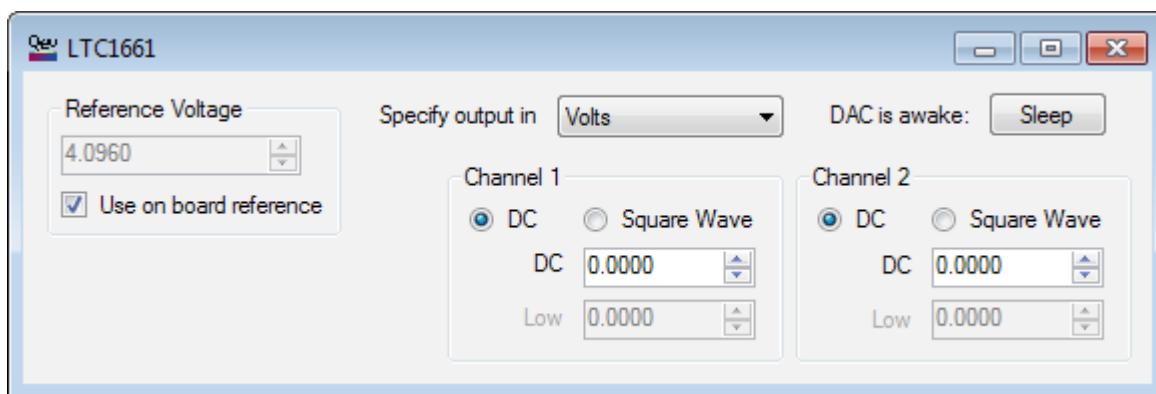 Qev LTC1661
Reference Voltage
4.0960
Use on board reference
Specify output in Volts
DAC is awake: Sleep
Channel 1
DC Square Wave
DC 0.0000
Low 0.0000
Channel 2
DC Square Wave
DC 0.0000
Low 0.0000